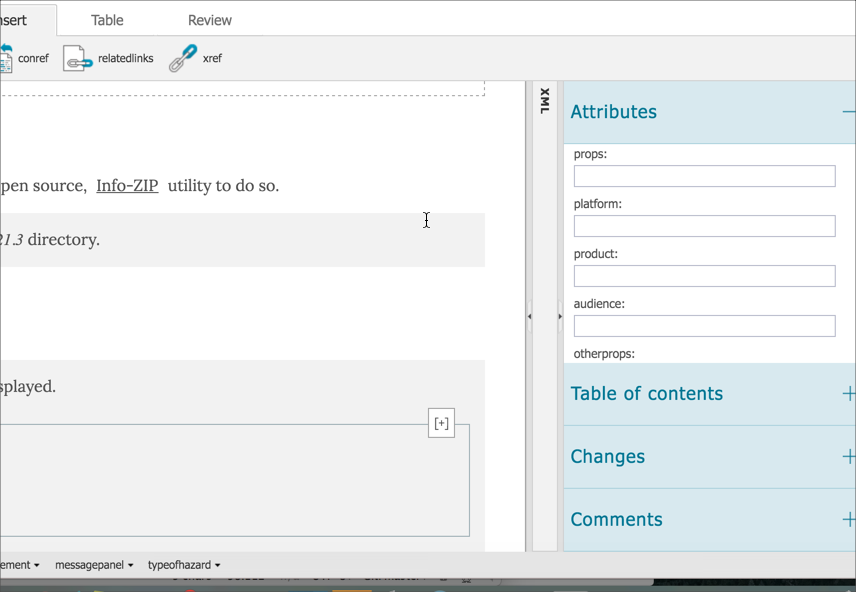 nsert Table Review
conref relatedlinks xref
XML
Attributes
props:
pen source, Info-ZIP utility to do so.
platform:
21.3 directory.
product:
audience:
otherprops:
splayed.
Table of contents
[+]
Changes
Comments
ement messagepanel typeofhazard